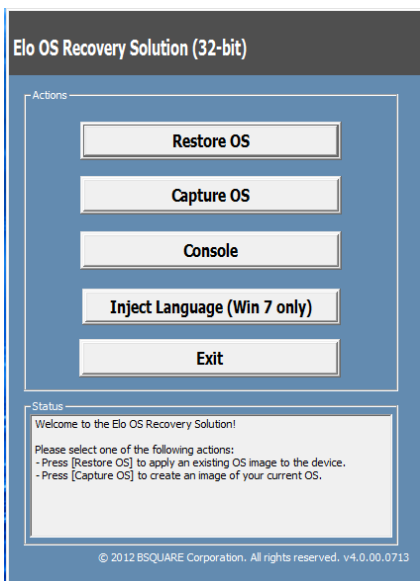 Elo OS Recovery Solution (32-bit)
Actions
Restore OS
Capture OS
Console
Inject Language (Win 7 only)
Exit
Status
Welcome to the Elo OS Recovery Solution!
Please select one of the following actions:
- Press [Restore OS] to apply an existing OS image to the device.
- Press [Capture OS] to create an image of your current OS.
© 2012 BSQUARE Corporation. All rights reserved. v4.0.00.0713